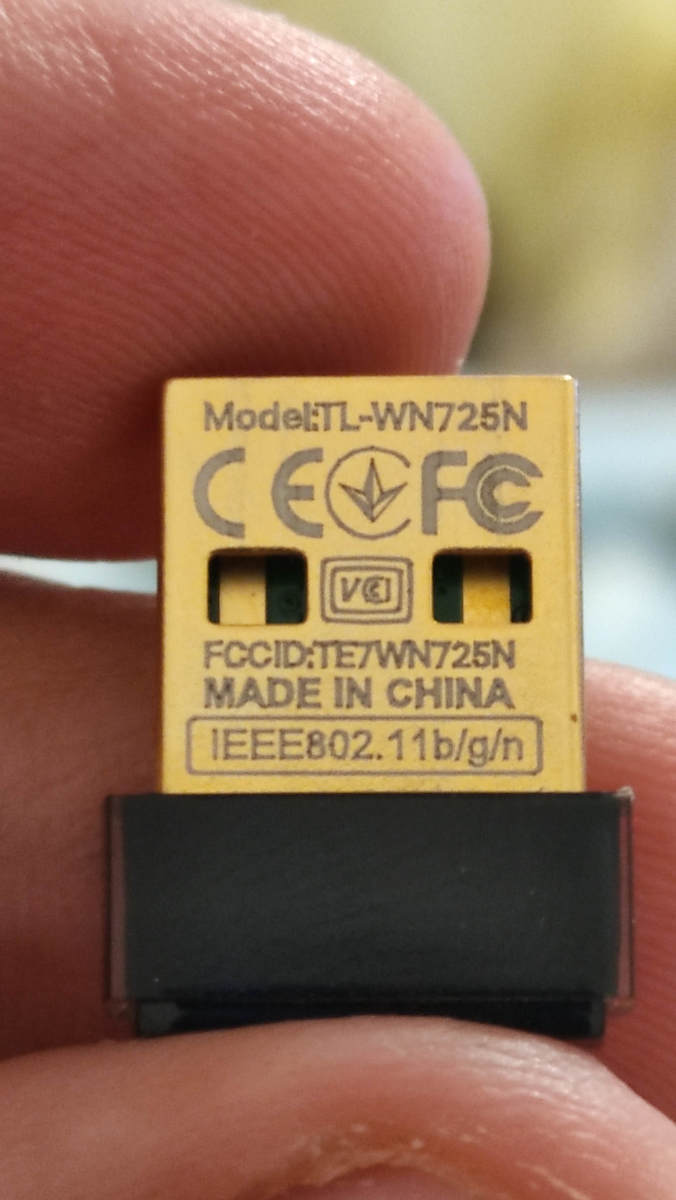 Model:TL-WN725N
CE FC
VCI
FCCID:TE7WN725N
MADE IN CHINA
IEEE802.11b/g/n